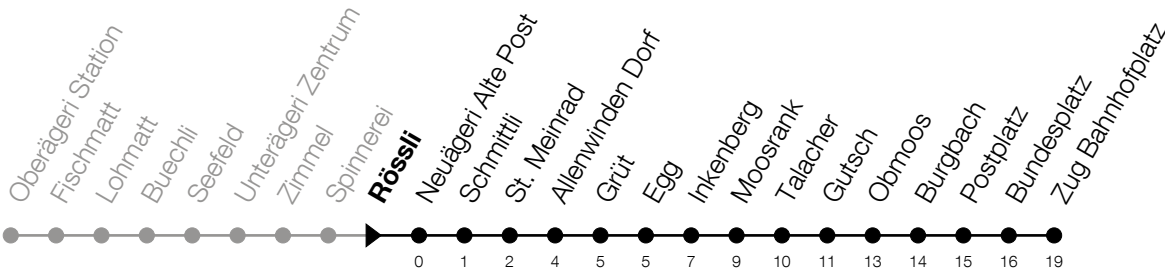 Oberägeri Station
Fischmatt
Lohmatt
Buechli
Seefeld
Unterägeri Zentrum
Zimmel
Spinnerei
Rössli
Neuägeri Alte Post
Schmittli
St. Meinrad
Allenwinden Dorf
Grüt
Egg
Inkenberg
Moosrank
Talacher
Gutsch
Obmoos
Burgbach
Postplatz
Bundesplatz
Zug Bahnhofplatz
0 1 2 4 5 5 7 9 10 11 13 14 15 16 19